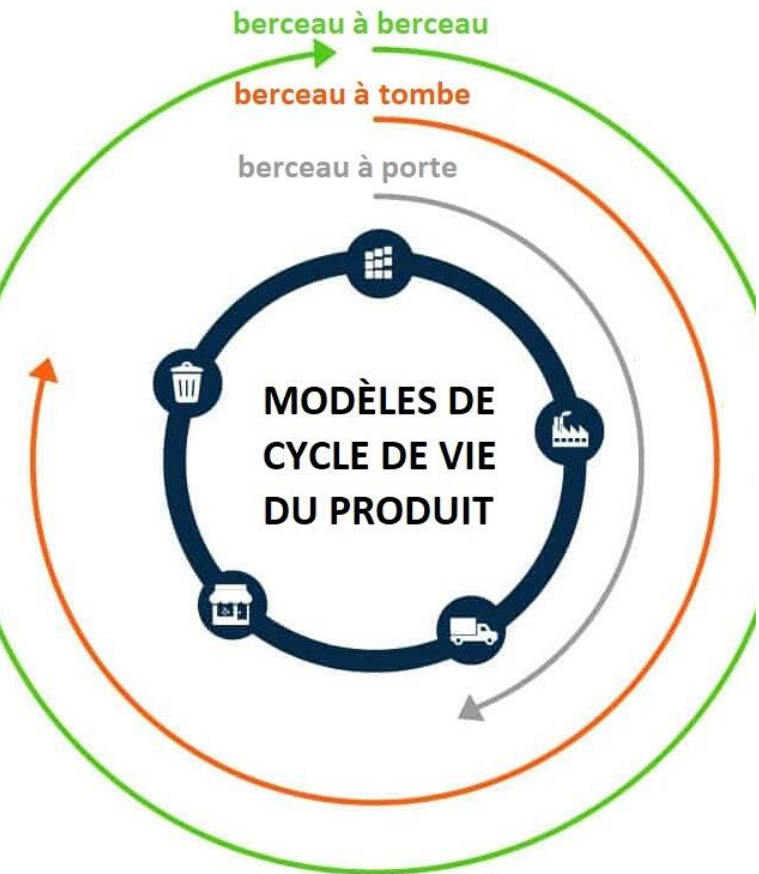 berceau à berceau
berceau à tombe
berceau à porte
MODÈLES DE
CYCLE DE VIE
DU PRODUIT